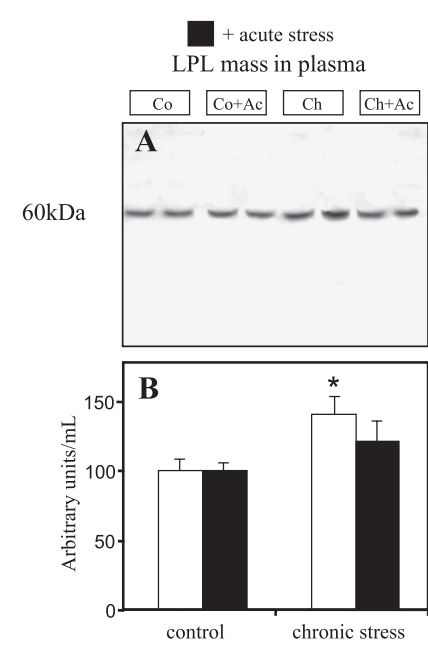 + acute stress
LPL mass in plasma
Co Co+Ac Ch Ch+Ac
A
60kDa
B
*
150
100
50
0
Arbitrary units/mL
control chronic stress